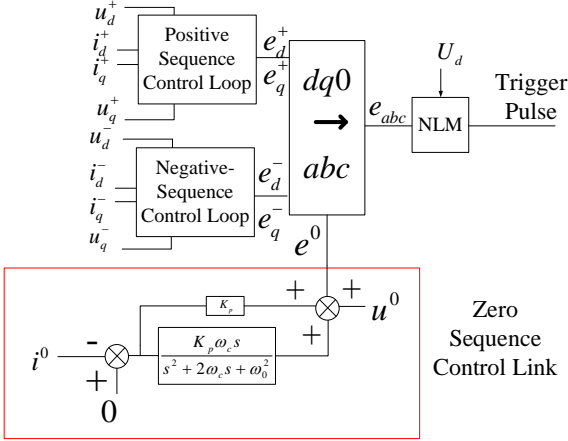 u_d^+
i_d^+
i_q^+
u_q^+
Positive
Sequence
Control Loop
e_d^+
e_q^+
u_d^-
i_d^-
i_q^-
u_q^-
Negative-
Sequence
Control Loop
e_d^-
e_q^-
dq0
→
abc
e_{abc}
U_d
NLM
Trigger
Pulse
e^0
K_p
+
+
+
u^0
i^0
-
+
0
K_p ω_c s
s^2 + 2ω_c s + ω_0^2
Zero
Sequence
Control Link